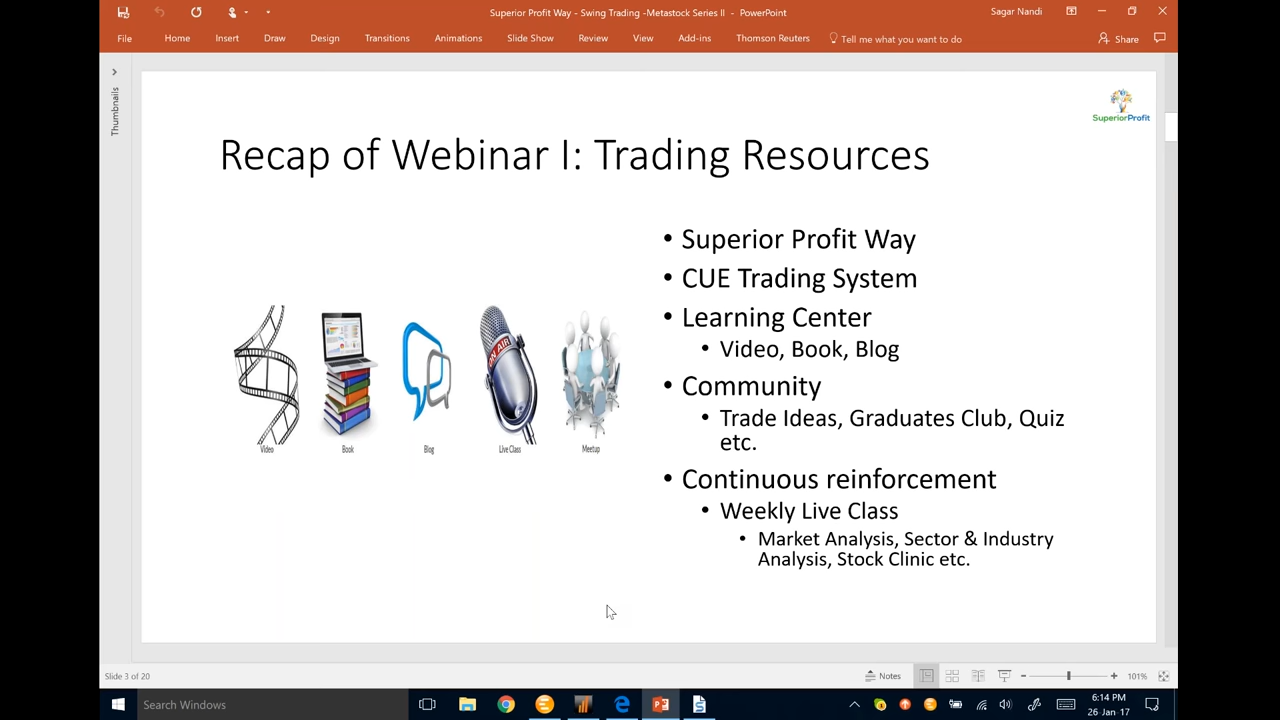 Superior Profit Way - Swing Trading -Metastock Series II - PowerPoint
Sagar Nandi
File Home Insert Draw Design Transitions Animations Slide Show Review View Add-ins Thomson Reuters Tell me what you want to do Share
Thumbnails
SuperiorProfit
Recap of Webinar I: Trading Resources
• Superior Profit Way
• CUE Trading System
• Learning Center
• Video, Book, Blog
• Community
• Trade Ideas, Graduates Club, Quiz
etc.
• Continuous reinforcement
• Weekly Live Class
• Market Analysis, Sector & Industry
Analysis, Stock Clinic etc.
ON AIR
Video Book Blog Live Class Meetup
Slide 3 of 20
Notes
101%
Search Windows
6:14 PM
26-Jan-17